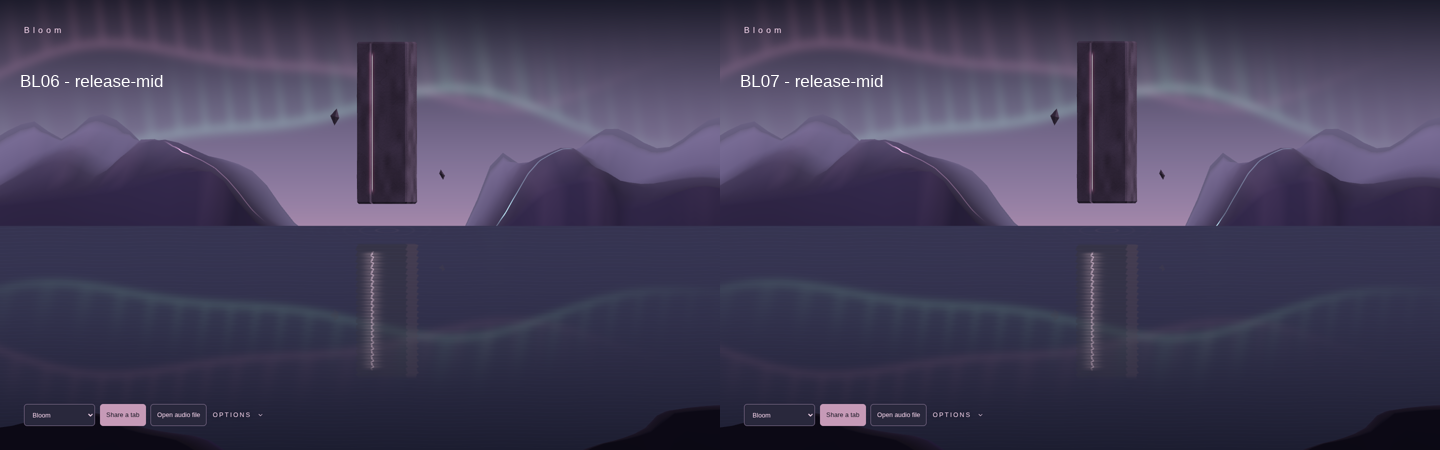 Bloom
BL06 - release-mid
Bloom
Share a tab
Open audio file
OPTIONS
Bloom
BL07 - release-mid
Bloom
Share a tab
Open audio file
OPTIONS